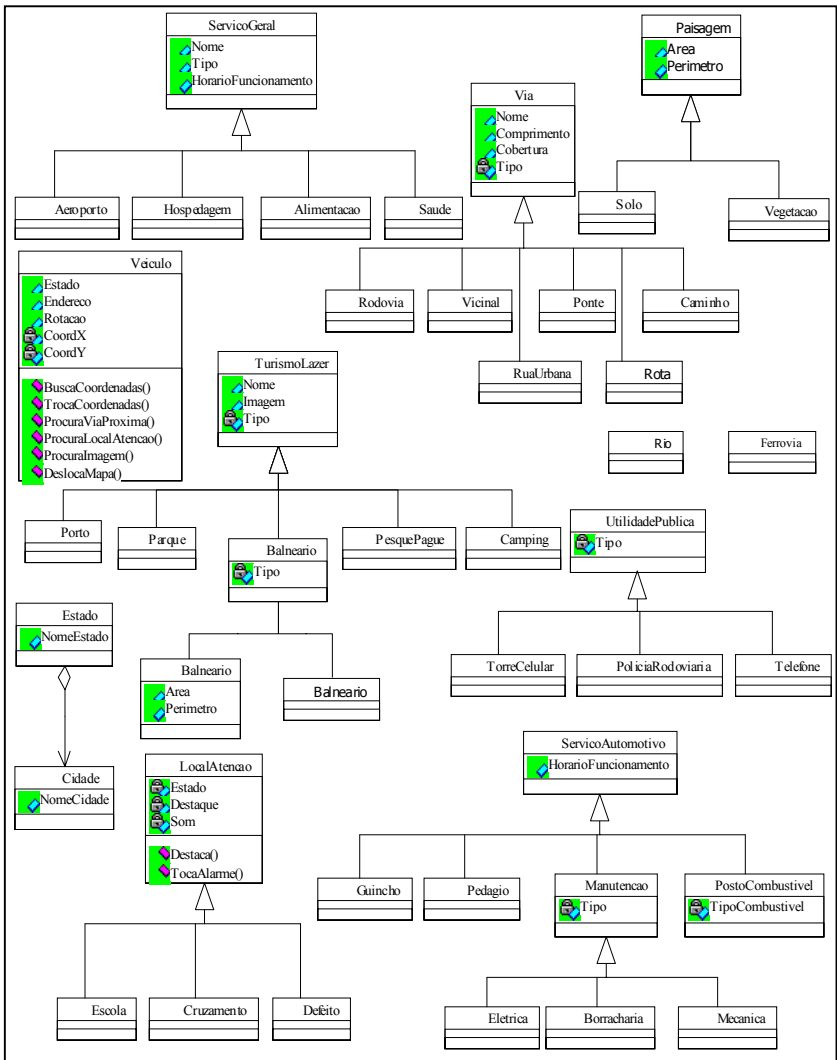 ServicoGeral
Nome
Tipo
HorarioFuncionamento
Aeroporto
Hospedagem
Alimentacao
Saude
Paisagem
Area
Perimetro
Solo
Vegetacao
Via
Nome
Comprimento
Cobertura
Tipo
Rodovia
Vicinal
Ponte
Caminho
RuaUrbana
Rota
Rio
Ferrovia
Veiculo
Estado
Endereco
Rotacao
CoordX
CoordY
BuscaCoordenadas()
TrocaCoordenadas()
ProcuraViaProxima()
ProcuraLocalAtencao()
ProcuraImagem()
DeslocaMapa()
TurismoLazer
Nome
Imagem
Tipo
Porto
Parque
Balneario
Tipo
PesquePague
Camping
Balneario
Area
Perimetro
Balneario
UtilidadePublica
Tipo
TorreCelular
PoliciaRodoviaria
Telefone
Estado
NomeEstado
Cidade
NomeCidade
LocalAtencao
Estado
Destaque
Som
Destaca()
TocaAlarme()
Escola
Cruzamento
Defeito
ServicoAutomotivo
HorarioFuncionamento
Guincho
Pedagio
Manutencao
Tipo
PostoCombustivel
TipoCombustivel
Eletrica
Borracharia
Mecanica